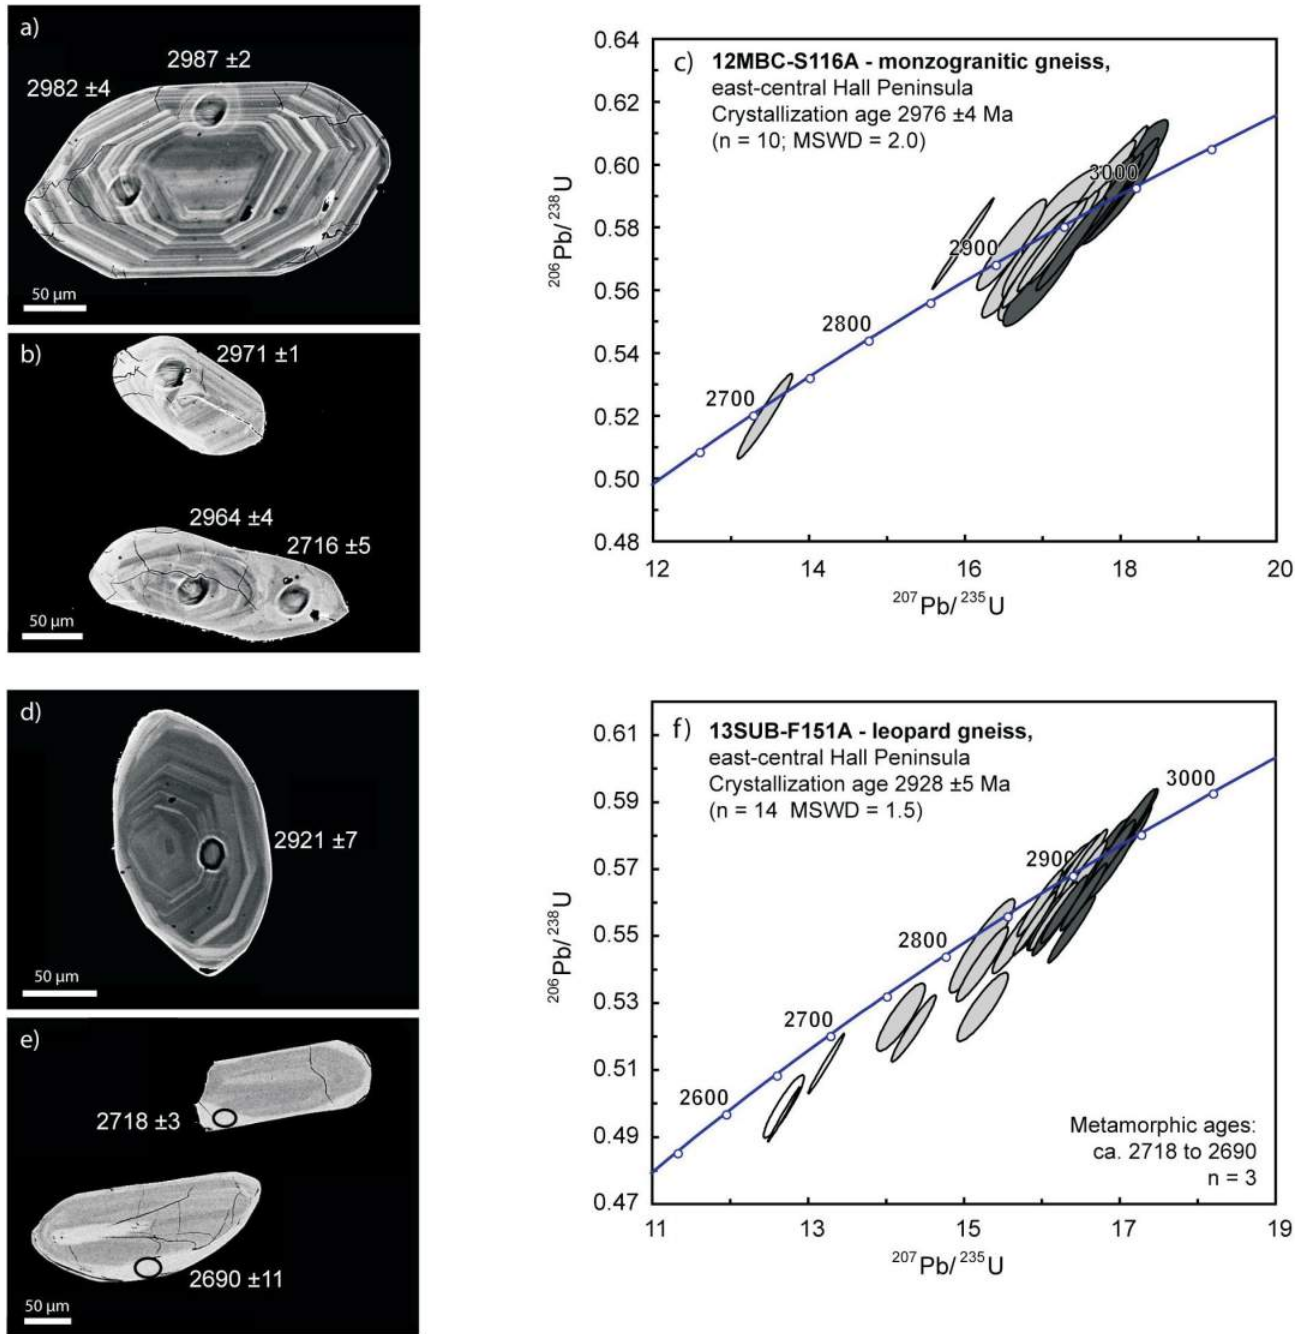 a)
2987 ±2
2982 ±4
50 µm
b)
2971 ±1
2964 ±4
2716 ±5
50 µm
c) 12MBC-S116A - monzogranitic gneiss,
east-central Hall Peninsula
Crystallization age 2976 ±4 Ma
(n = 10; MSWD = 2.0)
0.64
0.62
0.60
0.58
0.56
0.54
0.52
0.50
0.48
206Pb/238U
3000
2900
2800
2700
12 14 16 18 20
207Pb/235U
d)
2921 ±7
50 µm
e)
2718 ±3
2690 ±11
50 µm
f) 13SUB-F151A - leopard gneiss,
east-central Hall Peninsula
Crystallization age 2928 ±5 Ma
(n = 14 MSWD = 1.5)
0.61
0.59
0.57
0.55
0.53
0.51
0.49
0.47
206Pb/238U
3000
2900
2800
2700
2600
Metamorphic ages:
ca. 2718 to 2690
n = 3
11 13 15 17 19
207Pb/235U